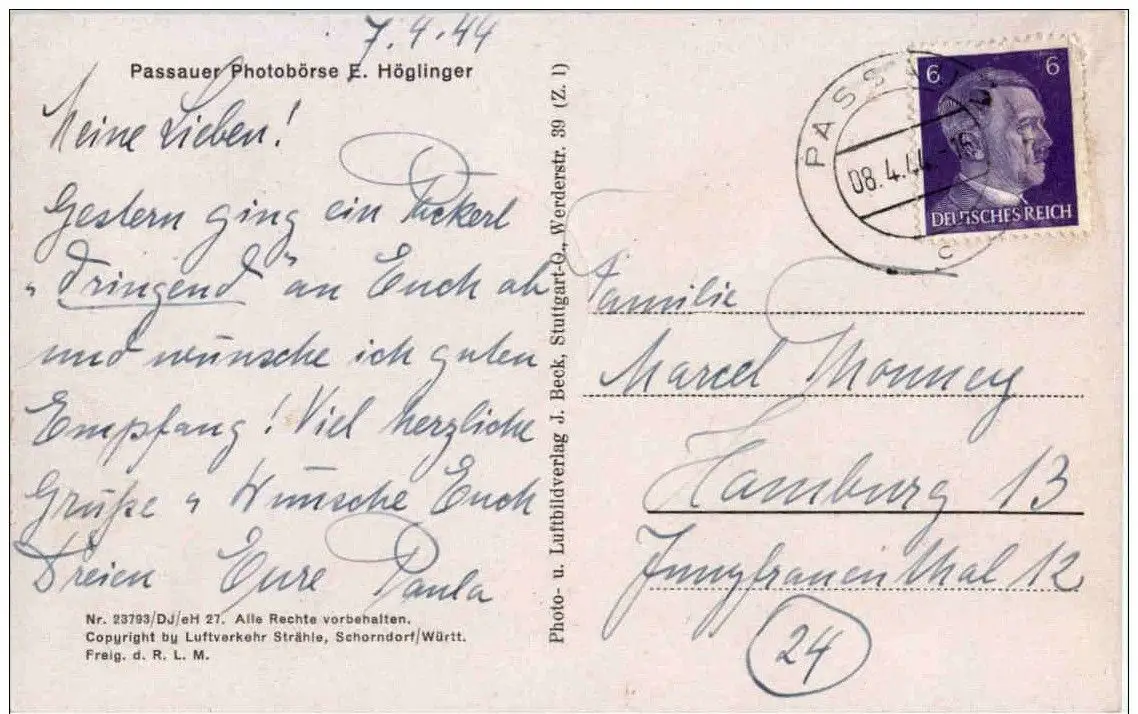 7.4.44
Passauer Photobörse E. Höglinger
Meine Lieben!
Gestern ging ein Packerl
"Dringend" an Euch ab
und wünsche ich guten
Empfang! Viel herzliche
Grüße u Wünsche Euch
Dreien Eure Paula
Nr. 23793/DJ/eH 27. Alle Rechte vorbehalten.
Copyright by Luftverkehr Strähle, Schorndorf/Württ.
Freig. d. R. L. M.
Photo- u. Luftbildverlag J. Beck, Stuttgart-O., Werderstr. 39 (Z. 1)
PASSAU
08.4.44.-16
c
6 6
DEUTSCHES REICH
Familie
Marcel Monney
Hamburg 13
Jungfrauenthal 12
24